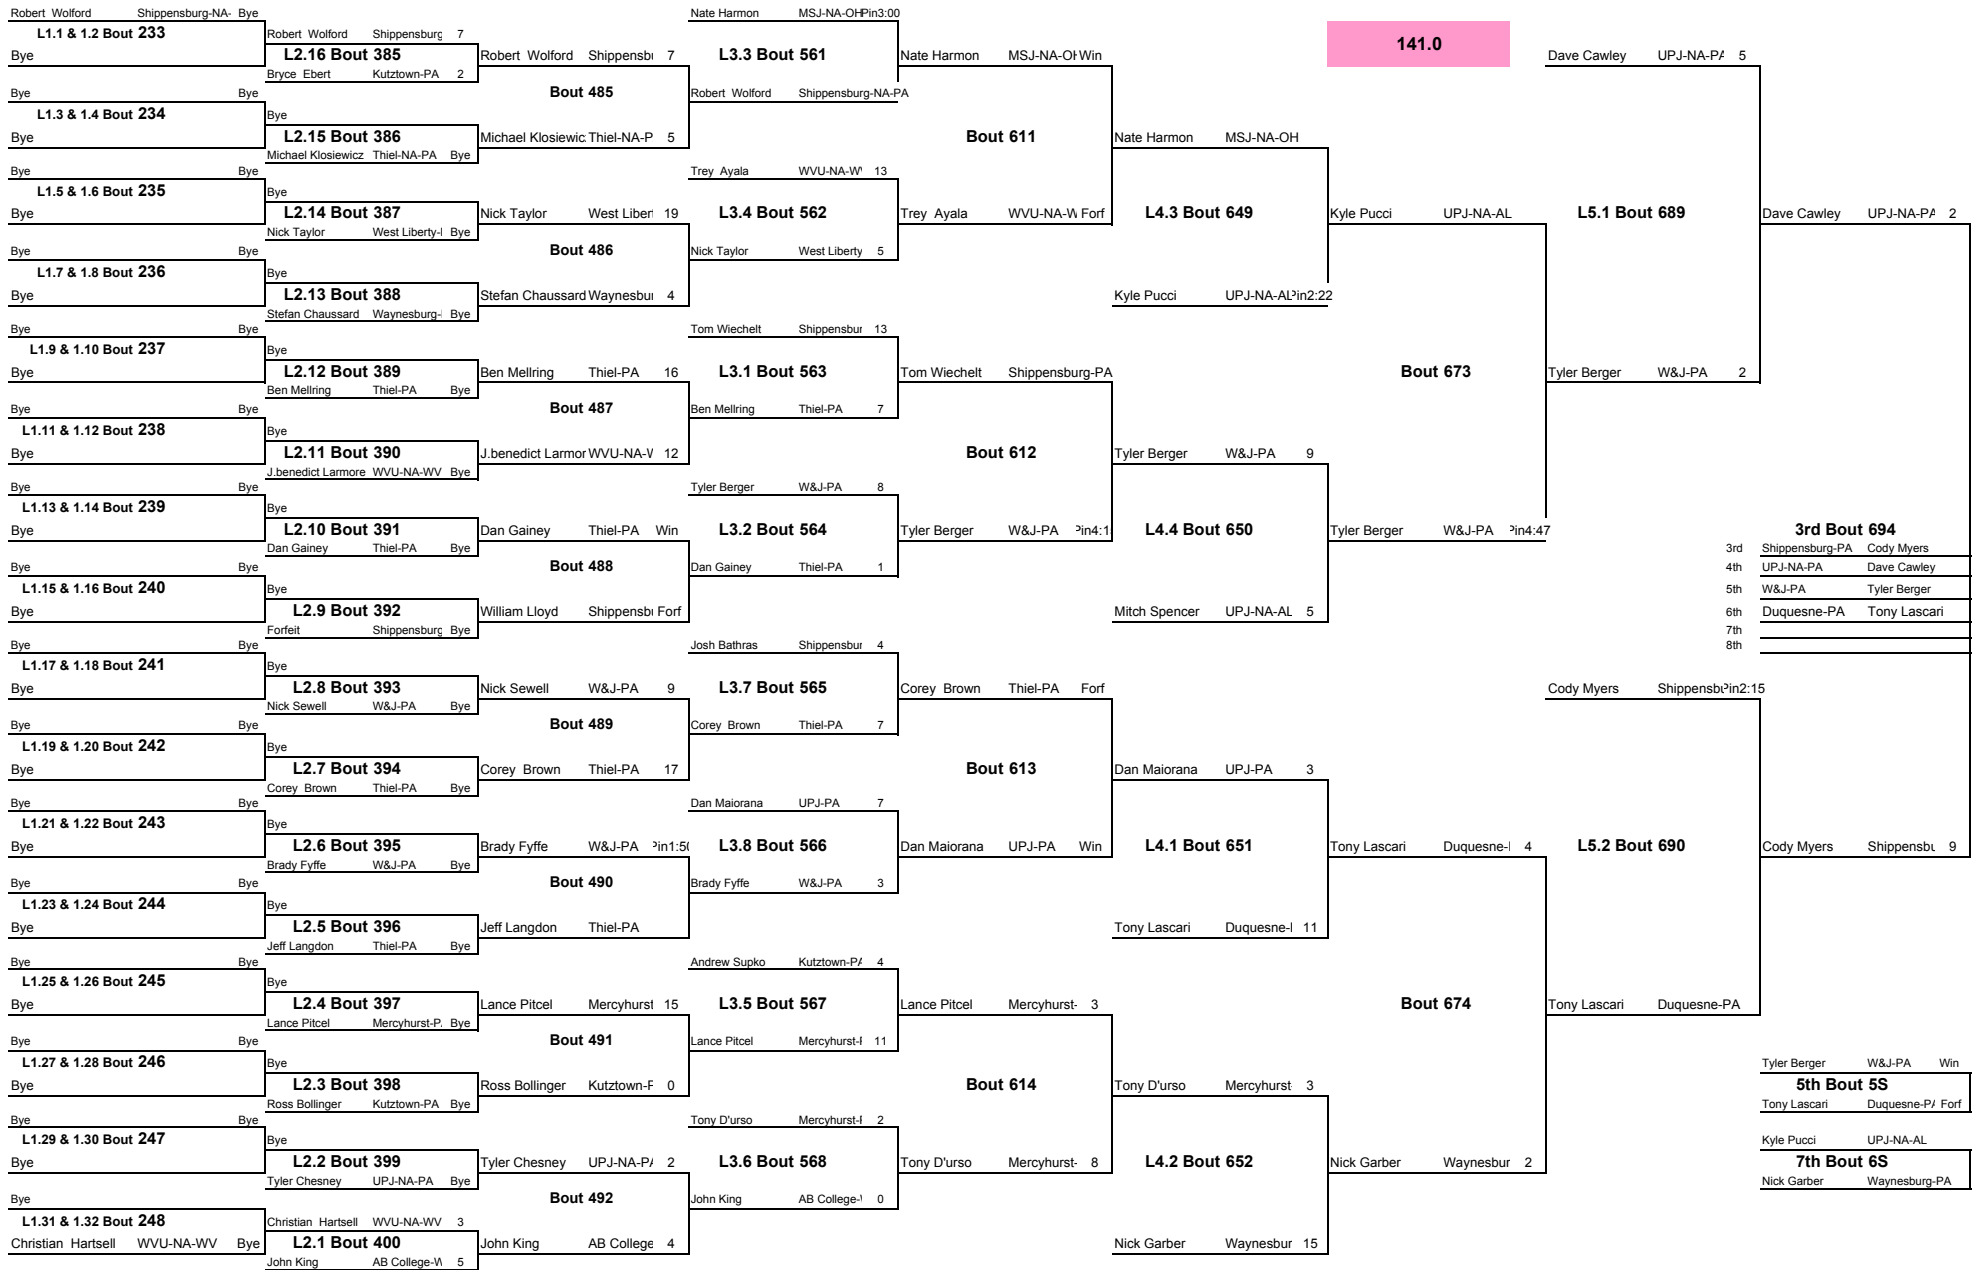 Robert Wolford Shippensburg-NA- Bye
L1.1 & 1.2 Bout 233
Bye
Bye Bye
L1.3 & 1.4 Bout 234
Bye
Bye Bye
L1.5 & 1.6 Bout 235
Bye
Bye Bye
L1.7 & 1.8 Bout 236
Bye
Bye Bye
L1.9 & 1.10 Bout 237
Bye
Bye Bye
L1.11 & 1.12 Bout 238
Bye
Bye Bye
L1.13 & 1.14 Bout 239
Bye
Bye Bye
L1.15 & 1.16 Bout 240
Bye
Bye Bye
L1.17 & 1.18 Bout 241
Bye
Bye Bye
L1.19 & 1.20 Bout 242
Bye
Bye Bye
L1.21 & 1.22 Bout 243
Bye
Bye Bye
L1.23 & 1.24 Bout 244
Bye
Bye Bye
L1.25 & 1.26 Bout 245
Bye
Bye Bye
L1.27 & 1.28 Bout 246
Bye
Bye Bye
L1.29 & 1.30 Bout 247
Bye
Bye
L1.31 & 1.32 Bout 248
Christian Hartsell WVU-NA-WV Bye
Robert Wolford Shippensburg 7
L2.16 Bout 385
Bryce Ebert Kutztown-PA 2
Bye
L2.15 Bout 386
Michael Klosiewicz Thiel-NA-PA Bye
Bye
L2.14 Bout 387
Nick Taylor West Liberty-I Bye
Bye
L2.13 Bout 388
Stefan Chaussard Waynesburg- Bye
Bye
L2.12 Bout 389
Ben Mellring Thiel-PA Bye
Bye
L2.11 Bout 390
J.benedict Larmore WVU-NA-WV Bye
Bye
L2.10 Bout 391
Dan Gainey Thiel-PA Bye
Bye
L2.9 Bout 392
Forfeit Shippensburg Bye
Bye
L2.8 Bout 393
Nick Sewell W&J-PA Bye
Bye
L2.7 Bout 394
Corey Brown Thiel-PA Bye
Bye
L2.6 Bout 395
Brady Fyffe W&J-PA Bye
Bye
L2.5 Bout 396
Jeff Langdon Thiel-PA Bye
Bye
L2.4 Bout 397
Lance Pitcel Mercyhurst-P. Bye
Bye
L2.3 Bout 398
Ross Bollinger Kutztown-PA Bye
Bye
L2.2 Bout 399
Tyler Chesney UPJ-NA-PA Bye
Christian Hartsell WVU-NA-WV 3
L2.1 Bout 400
John King AB College-W 5
Robert Wolford Shippensb 7
Bout 485
Michael Klosiewic Thiel-NA-P 5
Nick Taylor West Liber 19
Bout 486
Stefan Chaussard Waynesbu 4
Ben Mellring Thiel-PA 16
Bout 487
J.benedict Larmor WVU-NA-V 12
Dan Gainey Thiel-PA Win
Bout 488
William Lloyd Shippensb Forf
Nick Sewell W&J-PA 9
Bout 489
Corey Brown Thiel-PA 17
Brady Fyffe W&J-PA Pin1:50
Bout 490
Jeff Langdon Thiel-PA
Lance Pitcel Mercyhurst 15
Bout 491
Ross Bollinger Kutztown-F 0
Tyler Chesney UPJ-NA-PA 2
Bout 492
John King AB College 4
Nate Harmon MSJ-NA-OH Pin3:00
L3.3 Bout 561
Robert Wolford Shippensburg-NA-PA
Trey Ayala WVU-NA-W 13
L3.4 Bout 562
Nick Taylor West Liberty 5
Tom Wiechelt Shippensbur 13
L3.1 Bout 563
Ben Mellring Thiel-PA 7
Tyler Berger W&J-PA 8
L3.2 Bout 564
Dan Gainey Thiel-PA 1
Josh Bathras Shippensbur 4
L3.7 Bout 565
Corey Brown Thiel-PA 7
Dan Maiorana UPJ-PA 7
L3.8 Bout 566
Brady Fyffe W&J-PA 3
Andrew Supko Kutztown-PA 4
L3.5 Bout 567
Lance Pitcel Mercyhurst-F 11
Tony D'urso Mercyhurst-F 2
L3.6 Bout 568
John King AB College- 0
Nate Harmon MSJ-NA-OH Win
Bout 611
Trey Ayala WVU-NA-W Forf
Tom Wiechelt Shippensburg-PA
Bout 612
Tyler Berger W&J-PA Pin4:1
Corey Brown Thiel-PA Forf
Bout 613
Dan Maiorana UPJ-PA Win
Lance Pitcel Mercyhurst- 3
Bout 614
Tony D'urso Mercyhurst- 8
Nate Harmon MSJ-NA-OH
L4.3 Bout 649
Kyle Pucci UPJ-NA-AL Pin2:22
Tyler Berger W&J-PA 9
L4.4 Bout 650
Mitch Spencer UPJ-NA-AL 5
Dan Maiorana UPJ-PA 3
L4.1 Bout 651
Tony Lascari Duquesne- 11
Tony D'urso Mercyhurst 3
L4.2 Bout 652
Nick Garber Waynesbur 15
141.0
Kyle Pucci UPJ-NA-AL
Bout 673
Tyler Berger W&J-PA Pin4:47
Tony Lascari Duquesne- 4
Bout 674
Nick Garber Waynesbur 2
Dave Cawley UPJ-NA-PA 5
L5.1 Bout 689
Tyler Berger W&J-PA 2
Cody Myers Shippensb Pin2:15
L5.2 Bout 690
Tony Lascari Duquesne-PA
Dave Cawley UPJ-NA-PA 2
3rd Bout 694
3rd Shippensburg-PA Cody Myers
4th UPJ-NA-PA Dave Cawley
5th W&J-PA Tyler Berger
6th Duquesne-PA Tony Lascari
7th
8th
Cody Myers Shippensbu 9
Tyler Berger W&J-PA Win
5th Bout 5S
Tony Lascari Duquesne-PA Forf
Kyle Pucci UPJ-NA-AL
7th Bout 6S
Nick Garber Waynesburg-PA